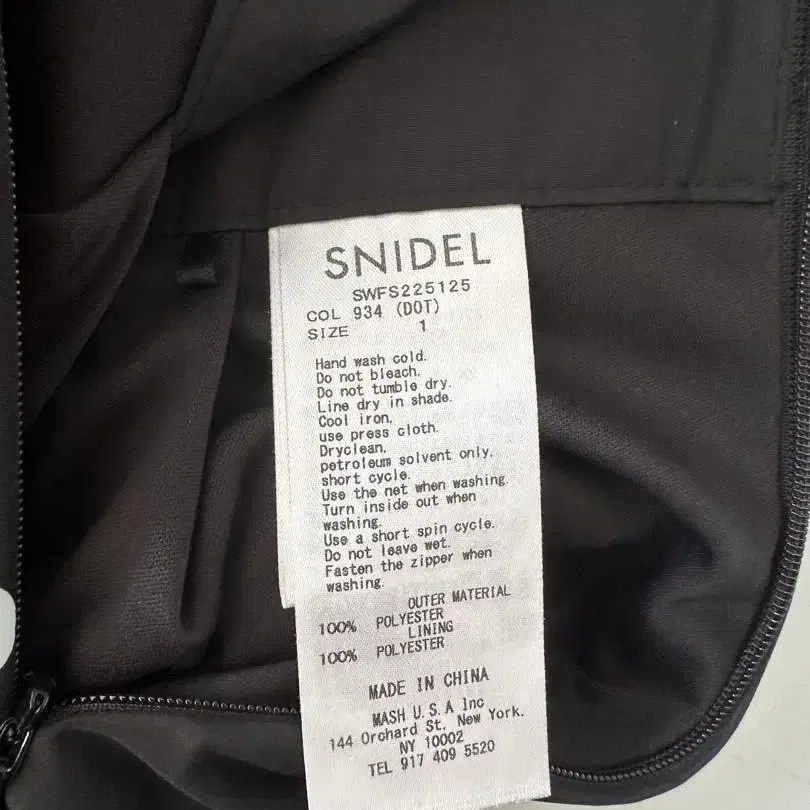 SNIDEL
SWFS225125
COL 934 (DOT)
SIZE 1
Hand wash cold.
Do not bleach.
Do not tumble dry.
Line dry in shade.
Cool iron.
use press cloth.
Dryclean.
petroleum solvent only.
short cycle.
Use the net when washing.
Turn inside out when
washing.
Use a short spin cycle.
Do not leave wet.
Fasten the zipper when
washing.
OUTER MATERIAL
100% POLYESTER
LINING
100% POLYESTER
MADE IN CHINA
MASH U.S.A Inc
144 Orchard St. New York.
NY 10002
TEL 917 409 5520